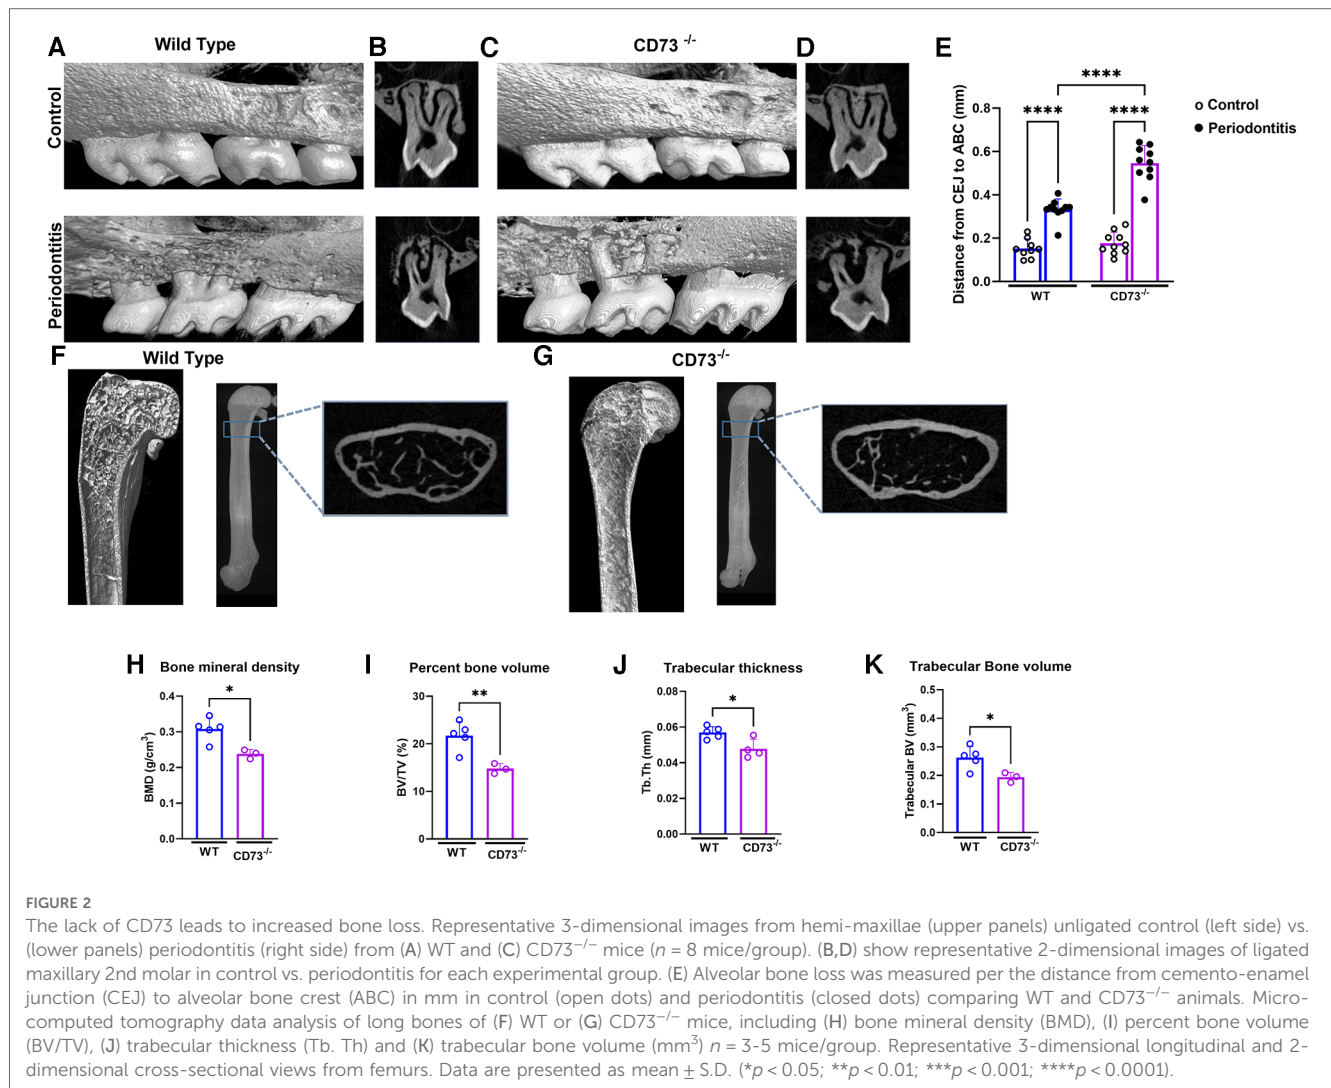 A Wild Type B C CD73 -/- D E
Control
Periodontitis
****
**** ****
Distance from CEJ to ABC (mm)
0.8
0.6
0.4
0.2
0.0
WT CD73-/-
Control
Periodontitis
F Wild Type G CD73-/-
H Bone mineral density
*
BMD (g/cm3)
0.4
0.3
0.2
0.1
0.0
WT CD73-/-
I Percent bone volume
**
BV/TV (%)
30
20
10
0
WT CD73-/-
J Trabecular thickness
*
Tb.Th (mm)
0.08
0.06
0.04
0.02
0.00
WT CD73-/-
K Trabecular Bone volume
*
Trabecular BV (mm3)
0.5
0.4
0.3
0.2
0.1
0.0
WT CD73-/-
FIGURE 2
The lack of CD73 leads to increased bone loss. Representative 3-dimensional images from hemi-maxillae (upper panels) unligated control (left side) vs.
(lower panels) periodontitis (right side) from (A) WT and (C) CD73−/− mice (n = 8 mice/group). (B,D) show representative 2-dimensional images of ligated
maxillary 2nd molar in control vs. periodontitis for each experimental group. (E) Alveolar bone loss was measured per the distance from cemento-enamel
junction (CEJ) to alveolar bone crest (ABC) in mm in control (open dots) and periodontitis (closed dots) comparing WT and CD73−/− animals. Micro-
computed tomography data analysis of long bones of (F) WT or (G) CD73−/− mice, including (H) bone mineral density (BMD), (I) percent bone volume
(BV/TV), (J) trabecular thickness (Tb. Th) and (K) trabecular bone volume (mm3) n = 3-5 mice/group. Representative 3-dimensional longitudinal and 2-
dimensional cross-sectional views from femurs. Data are presented as mean ± S.D. (*p < 0.05; **p < 0.01; ***p < 0.001; ****p < 0.0001).